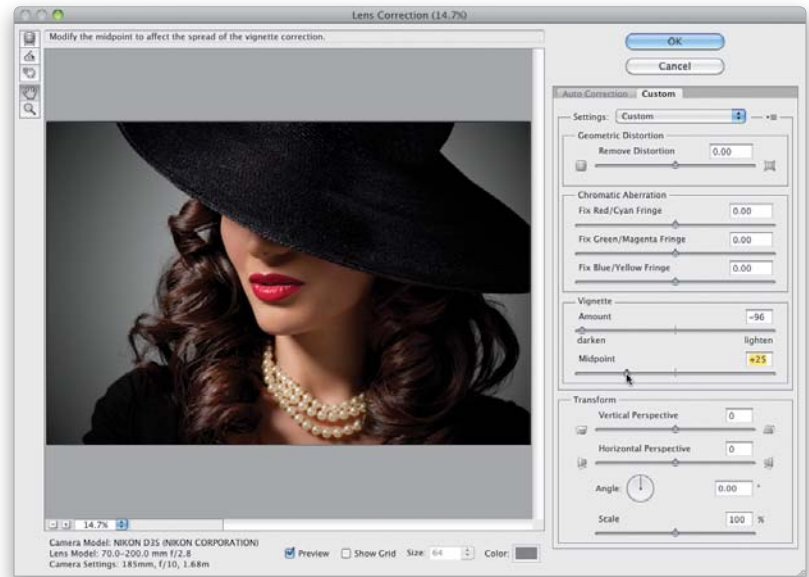 Lens Correction (14.7%)
Modify the midpoint to affect the spread of the vignette correction.
OK
Cancel
Auto Correction Custom
Settings: Custom
Geometric Distortion
Remove Distortion 0.00
Chromatic Aberration
Fix Red/Cyan Fringe 0.00
Fix Green/Magenta Fringe 0.00
Fix Blue/Yellow Fringe 0.00
Vignette
Amount -96
darken lighten
Midpoint +25
Transform
Vertical Perspective 0
Horizontal Perspective 0
Angle: 0.00 °
Scale 100 %
14.7%
Camera Model: NIKON D3S (NIKON CORPORATION)
Lens Model: 70.0-200.0 mm f/2.8
Camera Settings: 185mm, f/10, 1.68m
Preview Show Grid Size: 64 Color: